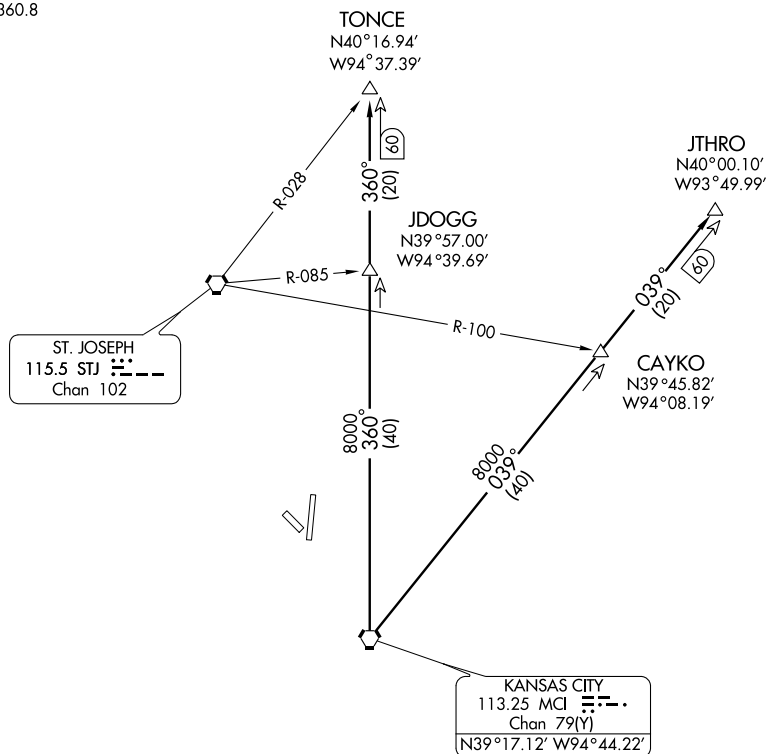 360.8
TONCE
N40°16.94'
W94°37.39'
60
360°
(20)
R-028
JTHRO
N40°00.10'
W93°49.99'
60
039°
(20)
JDOGG
N39°57.00'
W94°39.69'
R-085
R-100
ST. JOSEPH
115.5 STJ
Chan 102
CAYKO
N39°45.82'
W94°08.19'
8000
360°
(40)
8000
039°
(40)
KANSAS CITY
113.25 MCI
Chan 79(Y)
N39°17.12' W94°44.22'